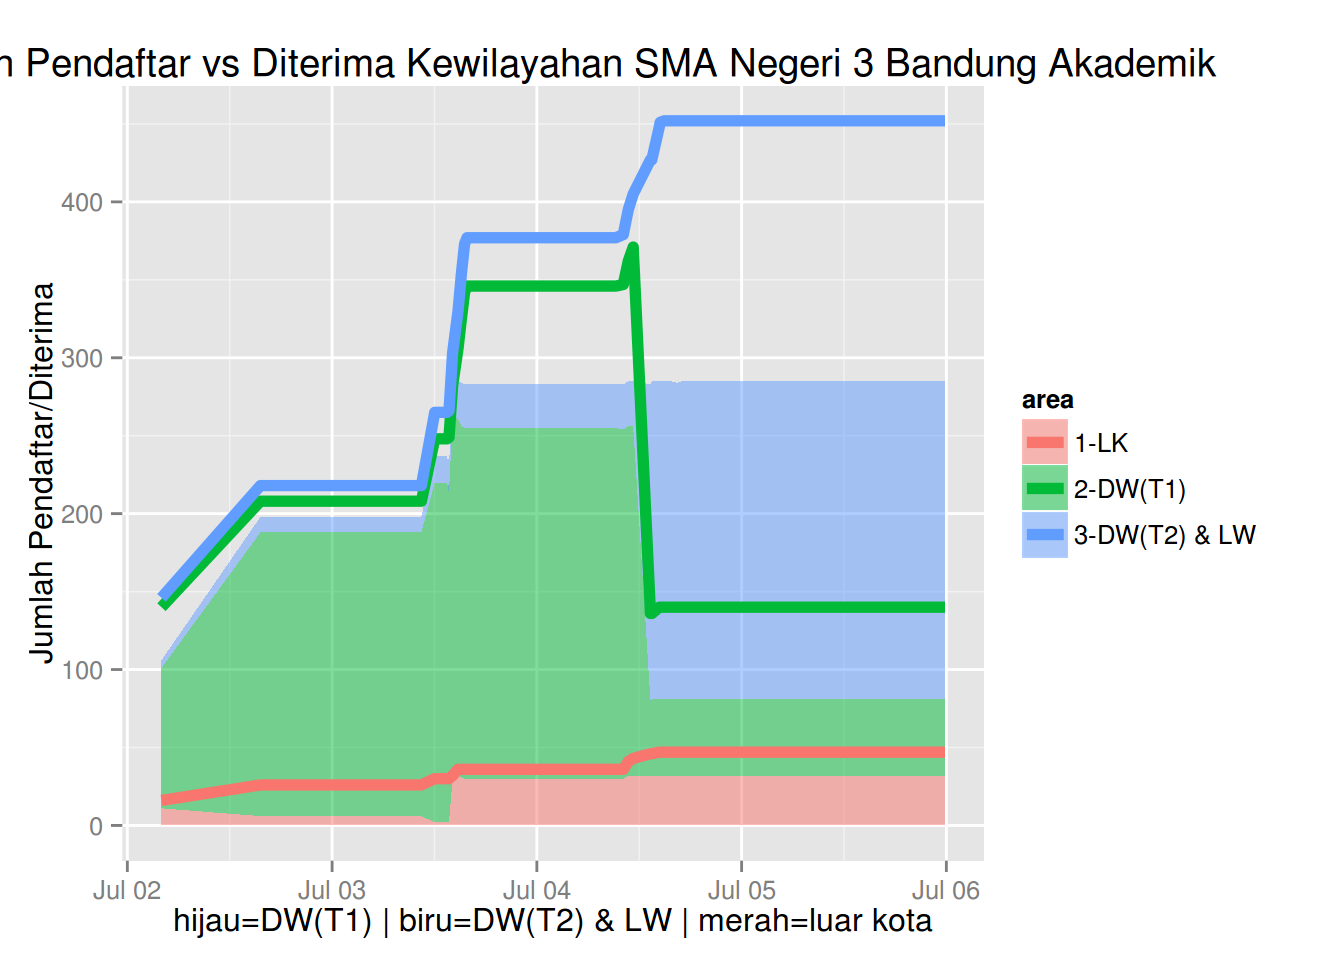 Pendaftar vs Diterima Kewilayahan SMA Negeri 3 Bandung Akademik
Jumlah Pendaftar/Diterima
400
300
200
100
0
Jul 02
Jul 03
Jul 04
Jul 05
Jul 06
hijau=DW(T1) | biru=DW(T2) & LW | merah=luar kota
area
1-LK
2-DW(T1)
3-DW(T2) & LW